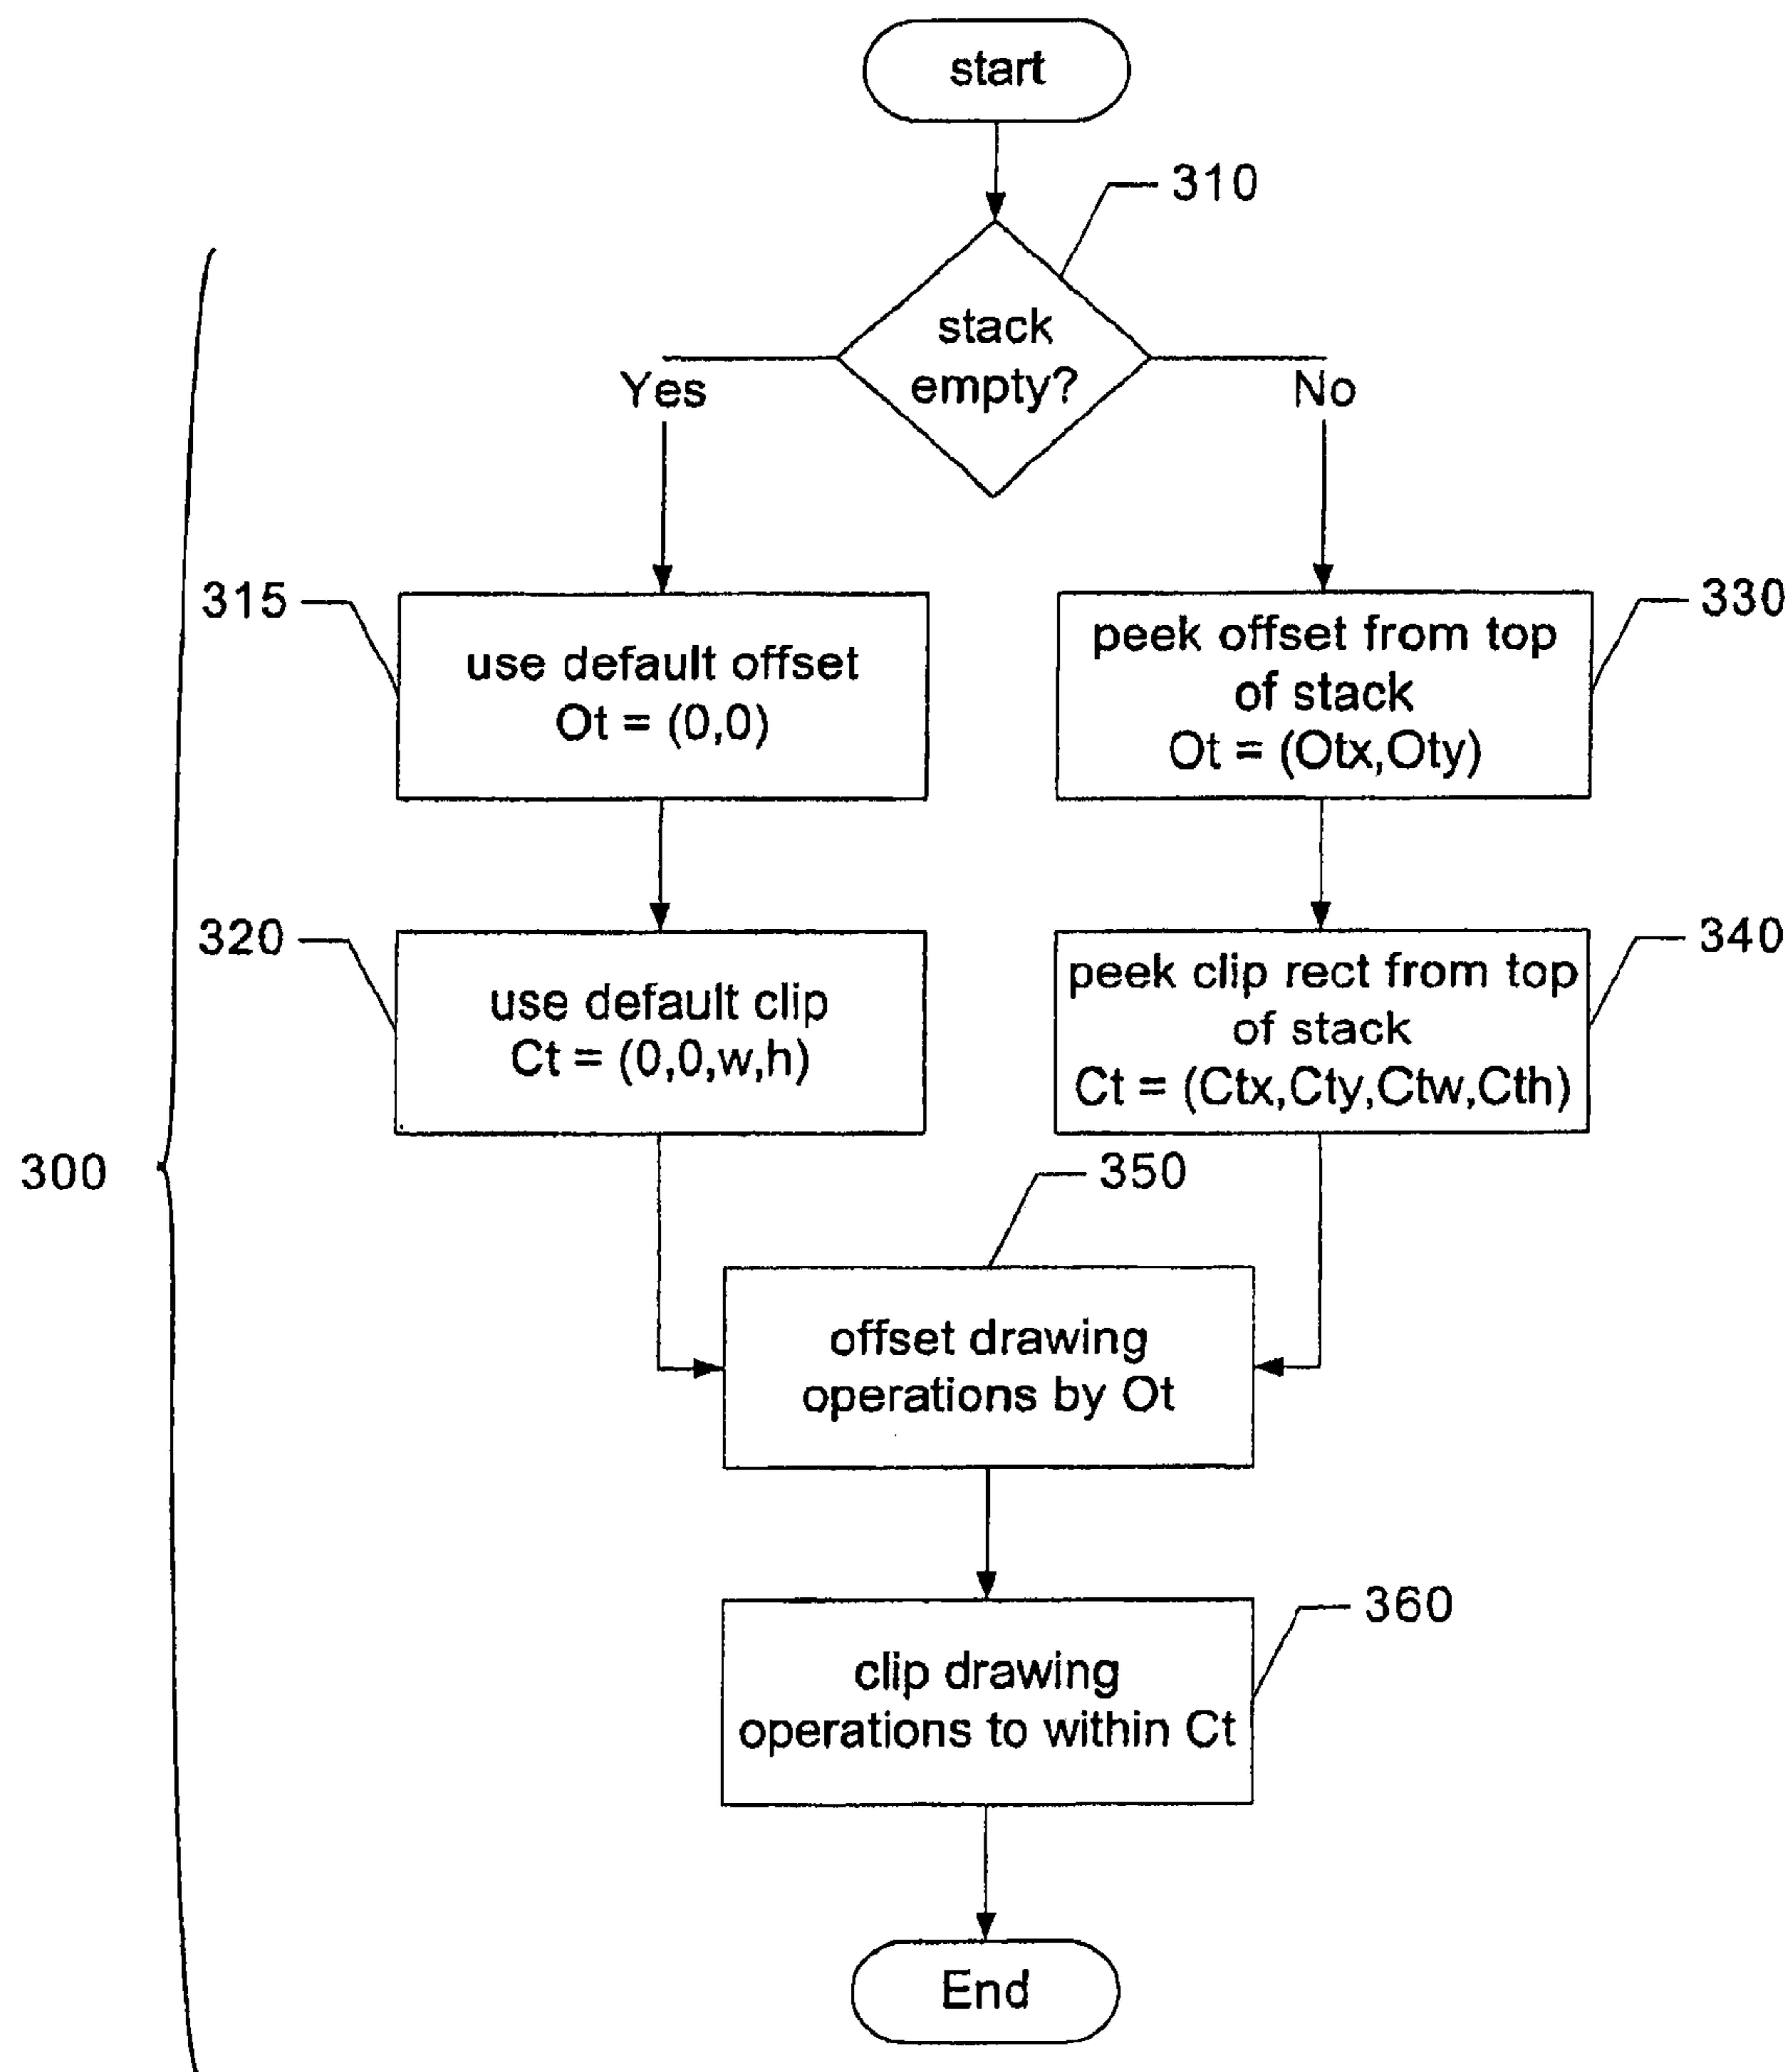 start
310
stack
empty?
Yes
No
315
use default offset
Ot = (0,0)
330
peek offset from top
of stack
Ot = (Otx,Oty)
320
use default clip
Ct = (0,0,w,h)
340
peek clip rect from top
of stack
Ct = (Ctx,Cty,Ctw,Cth)
300
350
offset drawing
operations by Ot
360
clip drawing
operations to within Ct
End